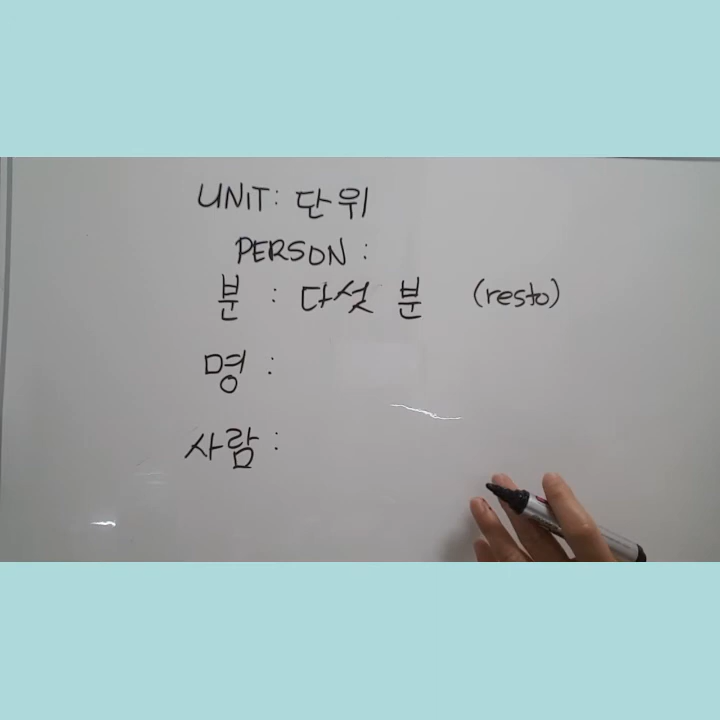 UNIT: 단위
PERSON:
분 : 다섯 분 (resto)
명 :
사람 :